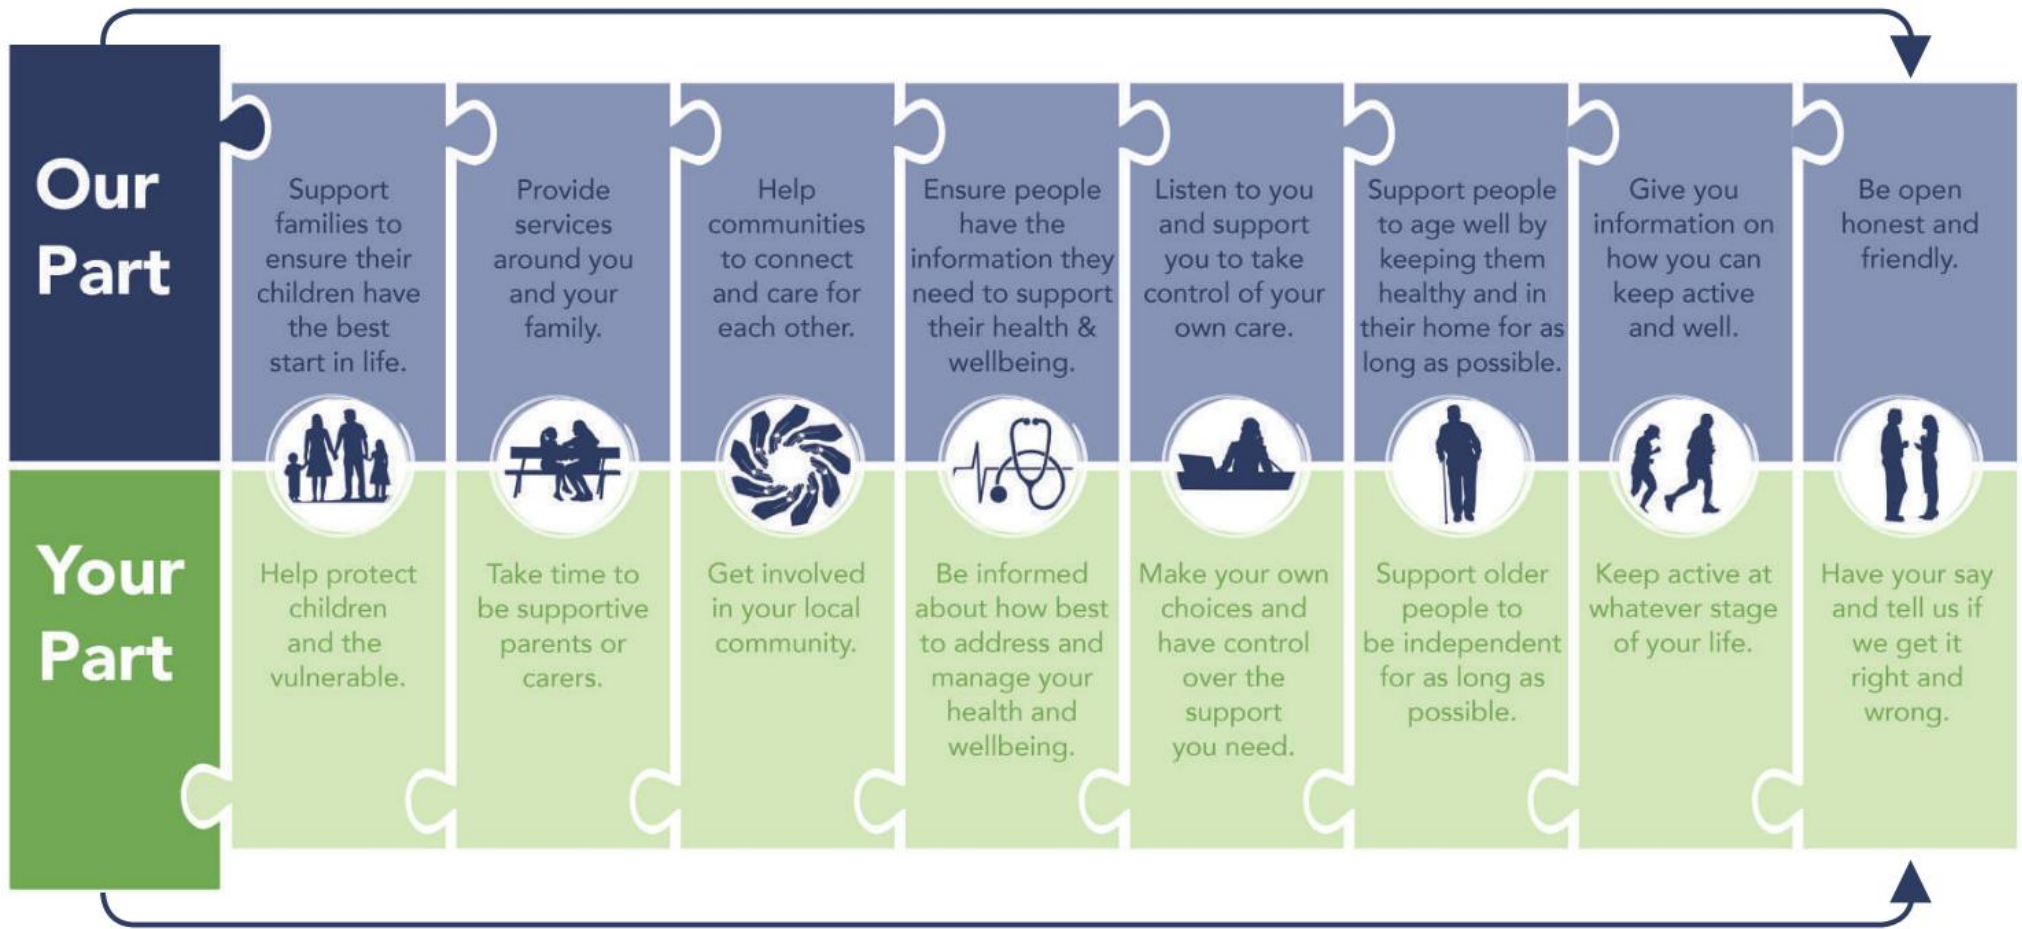 Our
Part
Support
families to
ensure their
children have
the best
start in life.
Provide
services
around you
and your
family.
Help
communities
to connect
and care for
each other.
Ensure people
have the
information they
need to support
their health &
wellbeing.
Listen to you
and support
you to take
control of your
own care.
Support people
to age well by
keeping them
healthy and in
their home for as
long as possible.
Give you
information on
how you can
keep active
and well.
Be open
honest and
friendly.
Your
Part
Help protect
children
and the
vulnerable.
Take time to
be supportive
parents or
carers.
Get involved
in your local
community.
Be informed
about how best
to address and
manage your
health and
wellbeing.
Make your own
choices and
have control
over the
support
you need.
Support older
people to
be independent
for as long as
possible.
Keep active at
whatever stage
of your life.
Have your say
and tell us if
we get it
right and
wrong.